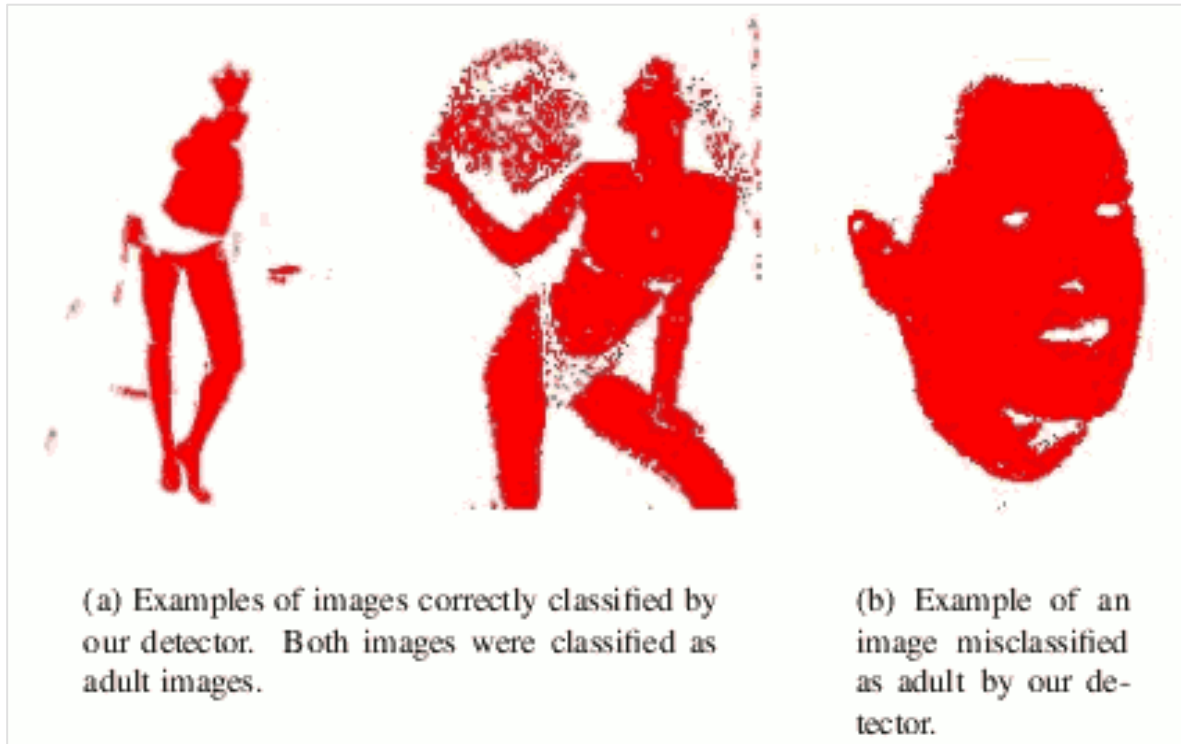 (a) Examples of images correctly classified by
our detector. Both images were classified as
adult images.
(b) Example of an
image misclassified
as adult by our de-
tector.